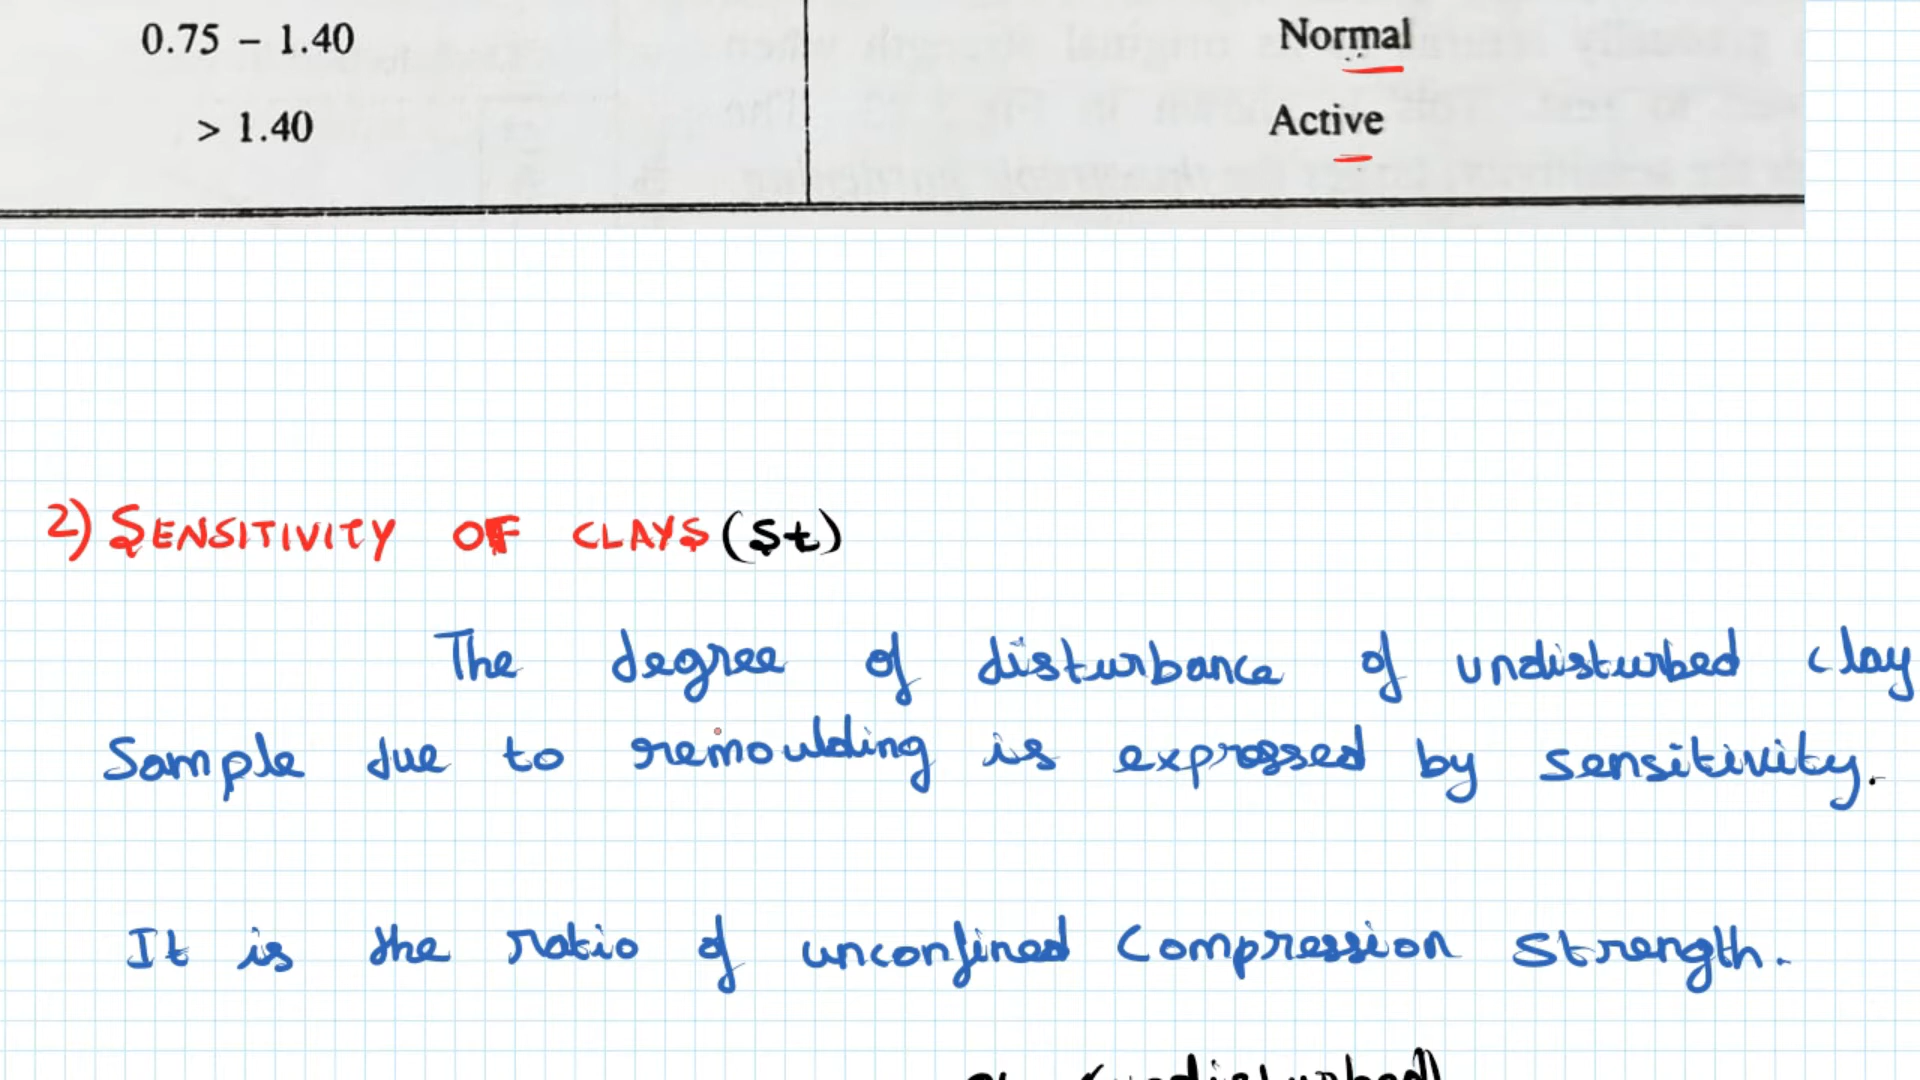 0.75 – 1.40 Normal
> 1.40 Active
2) SENSITIVITY OF CLAYS (St)
The degree of disturbance of undisturbed clay
Sample due to remoulding is expressed by sensitivity.
It is the ratio of unconfined compression strength.
(undisturbed)